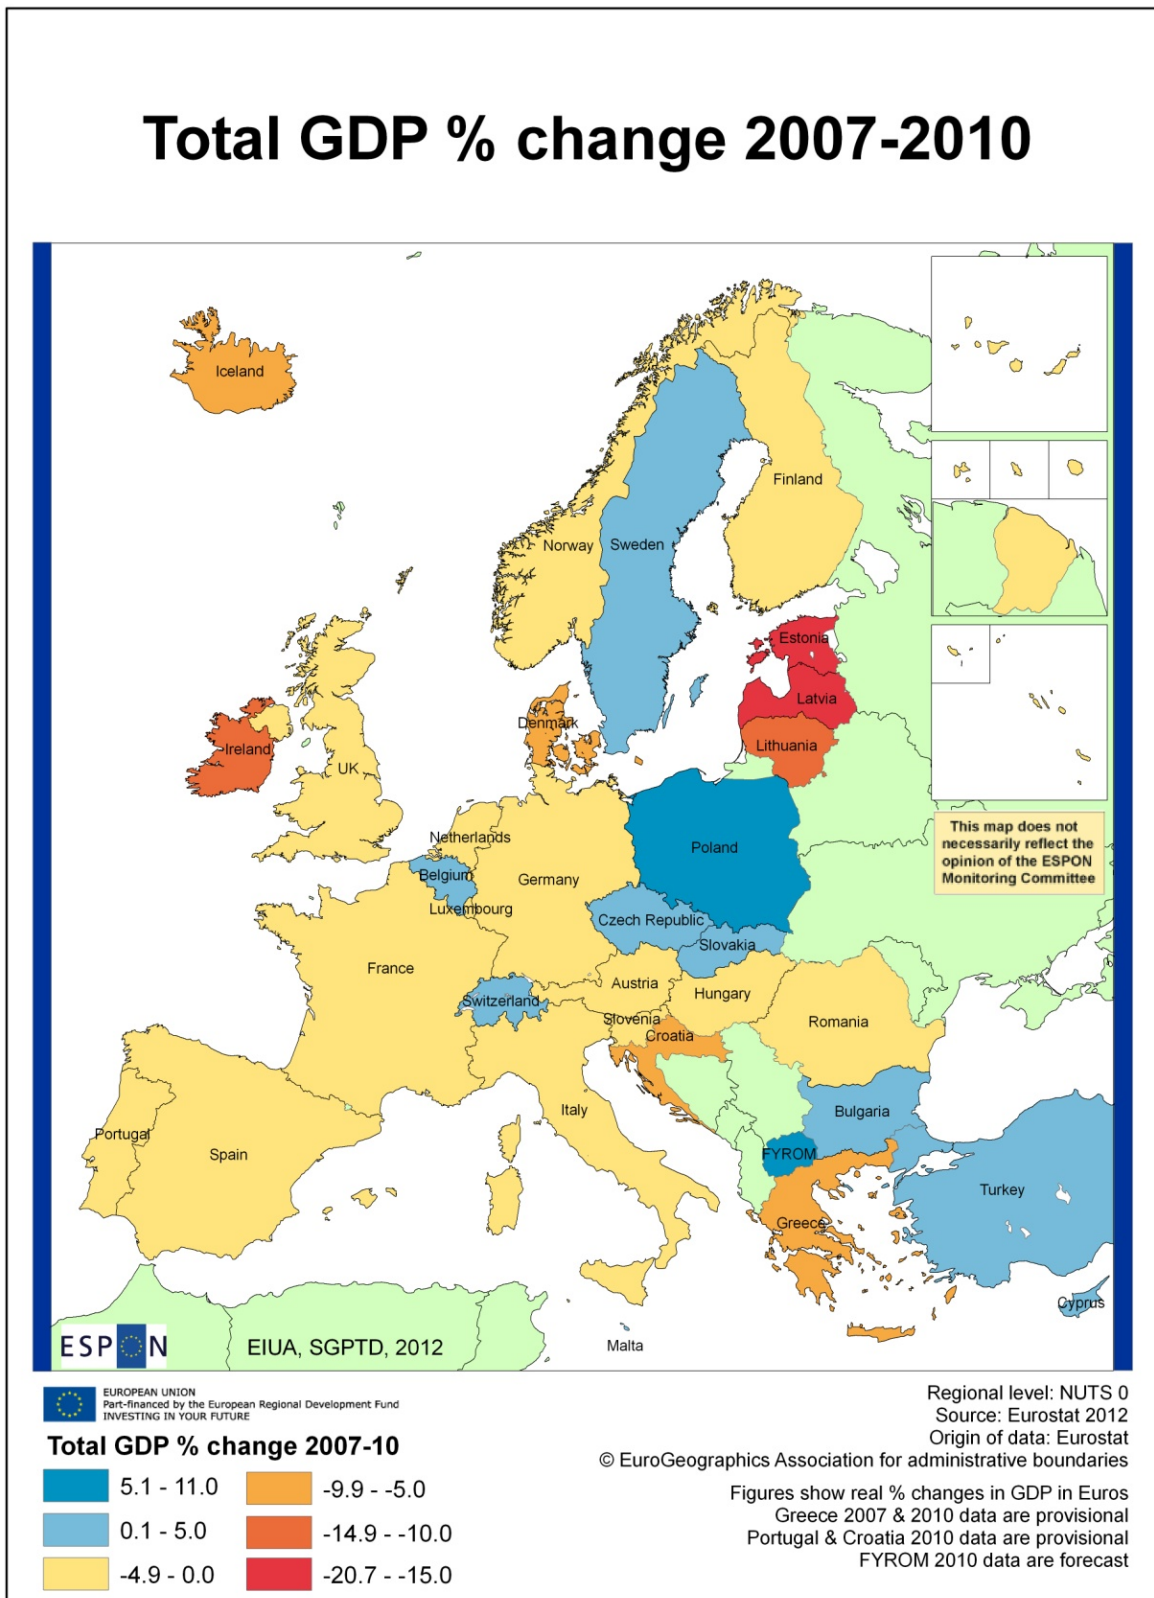 Total GDP % change 2007-2010
Iceland
Norway
Sweden
Finland
Estonia
Latvia
Lithuania
Denmark
Ireland
UK
Netherlands
Belgium
Luxembourg
Germany
Poland
Czech Republic
Slovakia
France
Switzerland
Austria
Hungary
Slovenia
Croatia
Romania
Italy
Bulgaria
FYROM
Portugal
Spain
Greece
Turkey
Cyprus
Malta
This map does not
necessarily reflect the
opinion of the ESPON
Monitoring Committee
ESPON
EIUA, SGPTD, 2012
EUROPEAN UNION
Part-financed by the European Regional Development Fund
INVESTING IN YOUR FUTURE
Total GDP % change 2007-10
5.1 - 11.0
0.1 - 5.0
-4.9 - 0.0
-9.9 - -5.0
-14.9 - -10.0
-20.7 - -15.0
Regional level: NUTS 0
Source: Eurostat 2012
Origin of data: Eurostat
© EuroGeographics Association for administrative boundaries
Figures show real % changes in GDP in Euros
Greece 2007 & 2010 data are provisional
Portugal & Croatia 2010 data are provisional
FYROM 2010 data are forecast